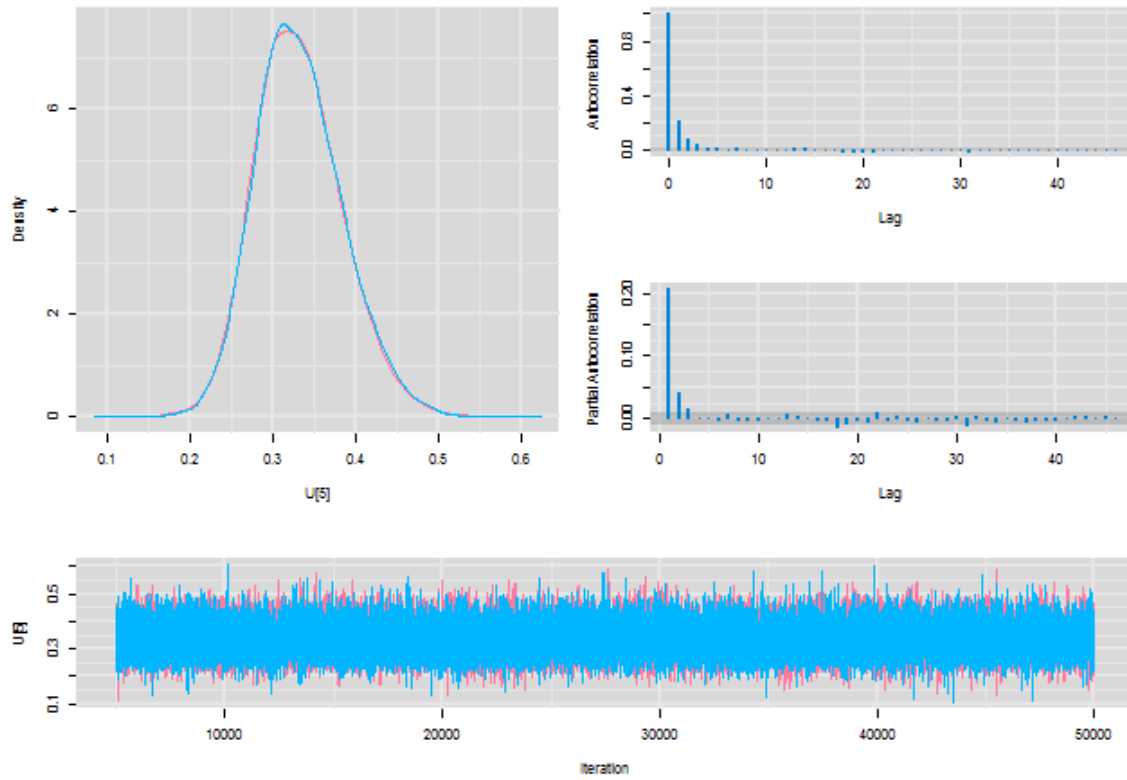 Density
0 2 4 6
0.1 0.2 0.3 0.4 0.5 0.6
U[5]
Autocorrelation
0.0 0.4 0.8
0 10 20 30 40
Lag
Partial Autocorrelation
0.00 0.10 0.20
0 10 20 30 40
Lag
U[5]
0.1 0.3 0.5
10000 20000 30000 40000 50000
Iteration